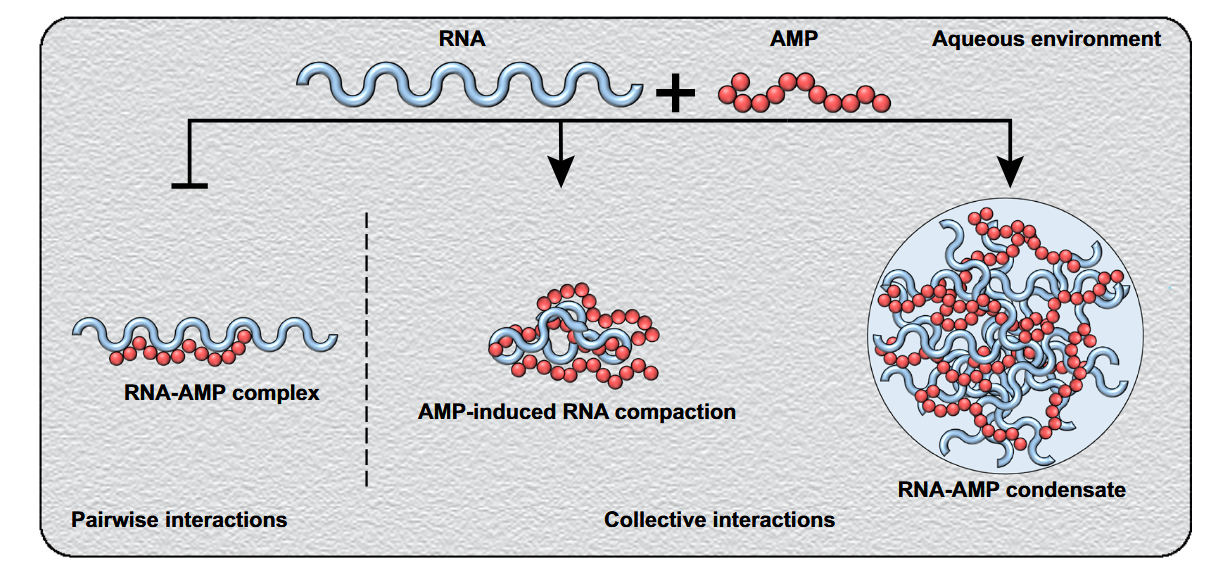 RNA
AMP
Aqueous environment
+
RNA-AMP complex
AMP-induced RNA compaction
RNA-AMP condensate
Pairwise interactions
Collective interactions